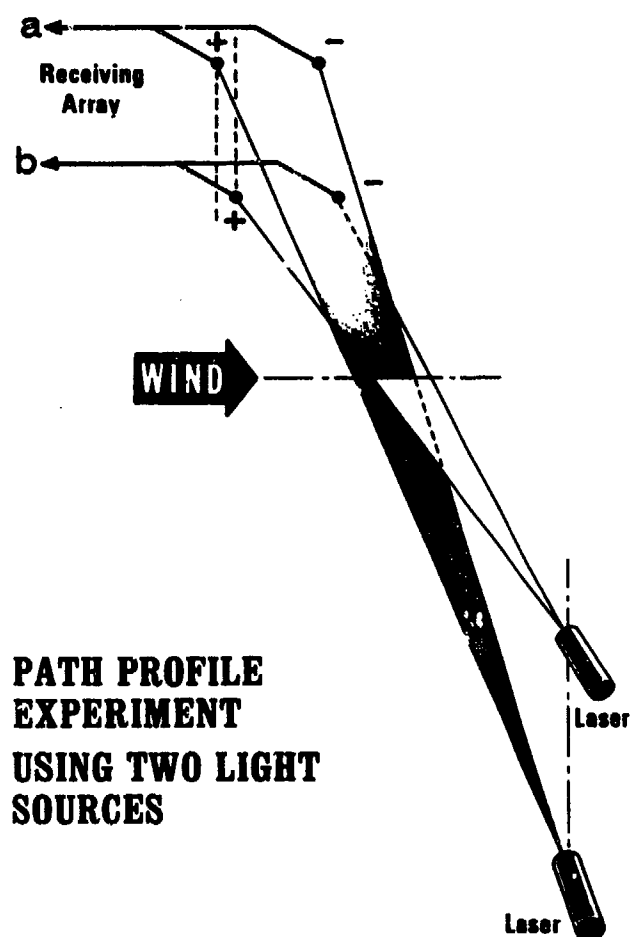 a
+
-
Receiving
Array
b
-
+
WIND
Laser
PATH PROFILE
EXPERIMENT
USING TWO LIGHT
SOURCES
Laser